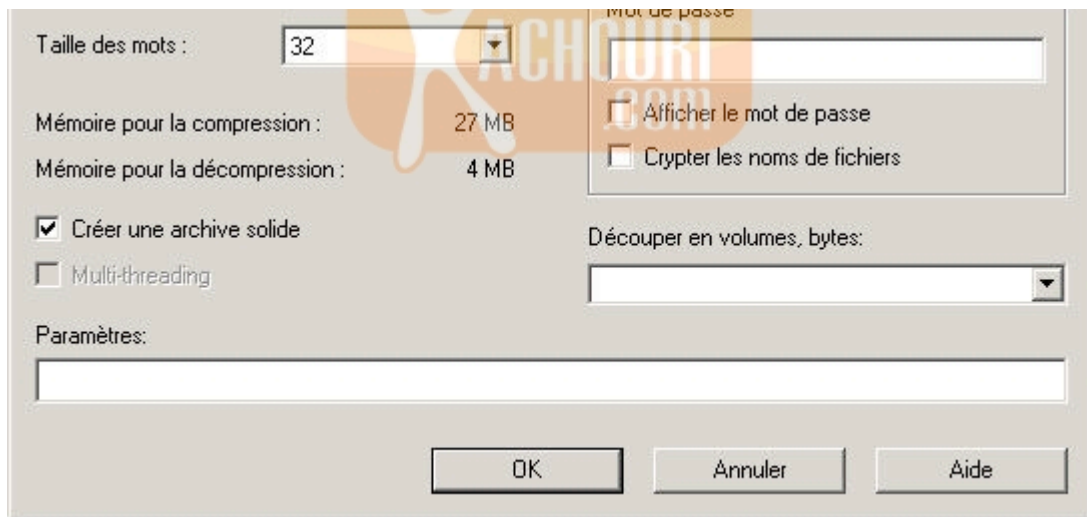 Mot de passe
Taille des mots :
32
KACHOURI
.com
Afficher le mot de passe
Crypter les noms de fichiers
Mémoire pour la compression :
27 MB
Mémoire pour la décompression :
4 MB
Créer une archive solide
Multi-threading
Découper en volumes, bytes:
Paramètres:
OK
Annuler
Aide